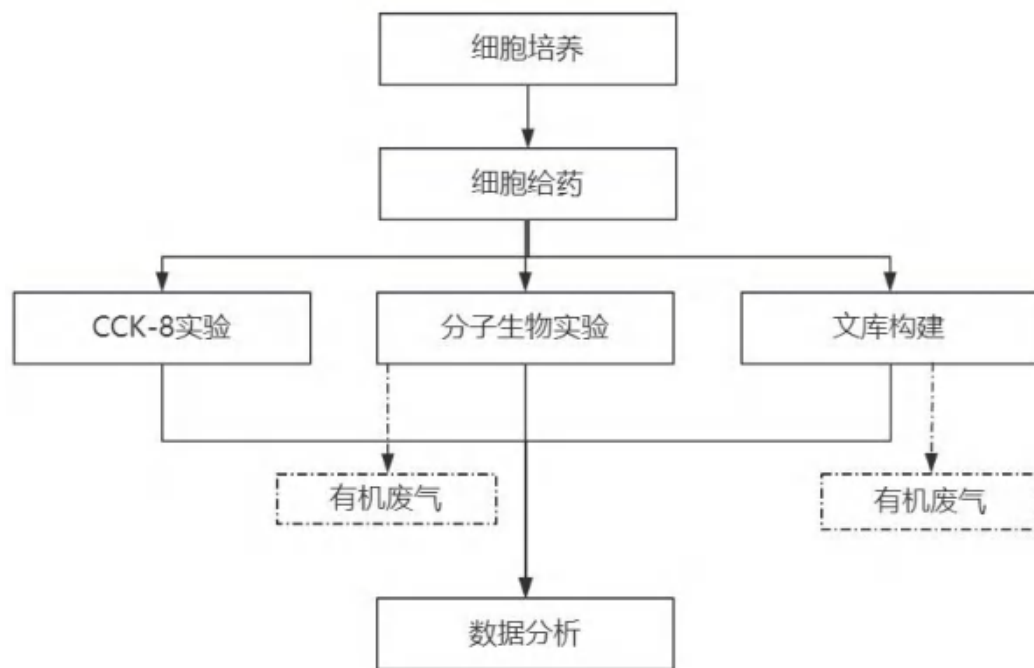 细胞培养
细胞给药
CCK-8实验
分子生物实验
文库构建
有机废气
有机废气
数据分析